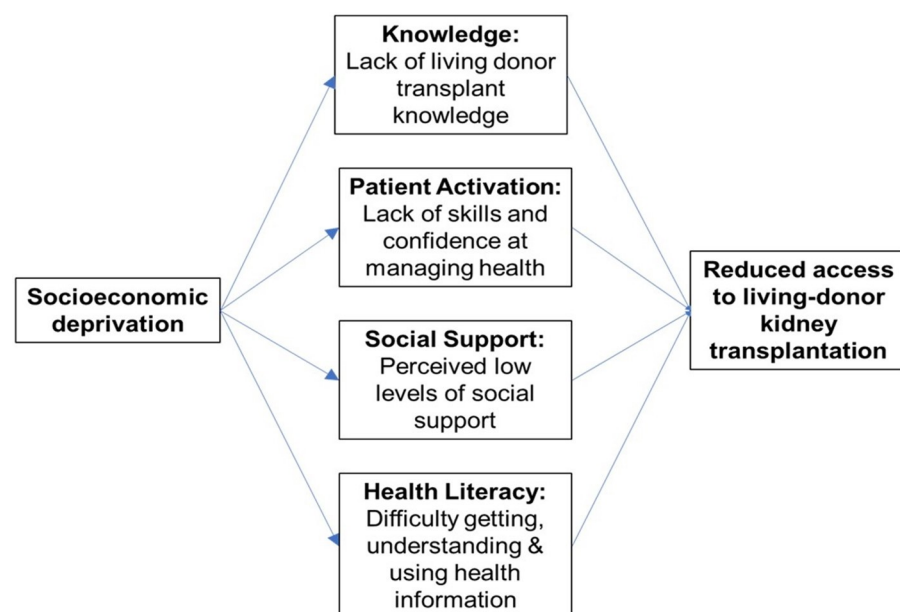 Knowledge:
Lack of living donor
transplant
knowledge
Patient Activation:
Lack of skills and
confidence at
managing health
Socioeconomic
deprivation
Social Support:
Perceived low
levels of social
support
Health Literacy:
Difficulty getting,
understanding &
using health
information
Reduced access
to living-donor
kidney
transplantation